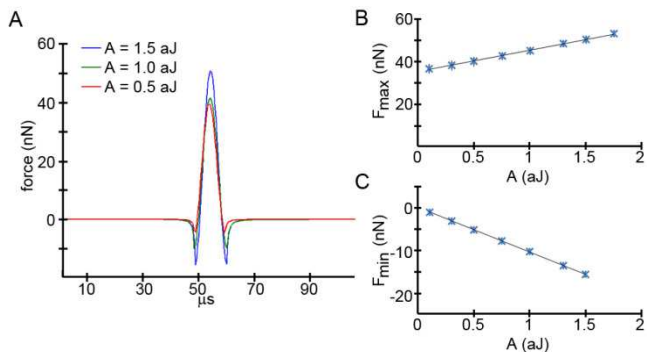 A
60
A = 1.5 aJ
A = 1.0 aJ
A = 0.5 aJ
40
20
0
force (nN)
10
30
50
70
90
µs
B
60
40
20
Fmax (nN)
0
0.5
1
1.5
2
A (aJ)
C
0
-10
-20
Fmin (nN)
0
0.5
1
1.5
2
A (aJ)